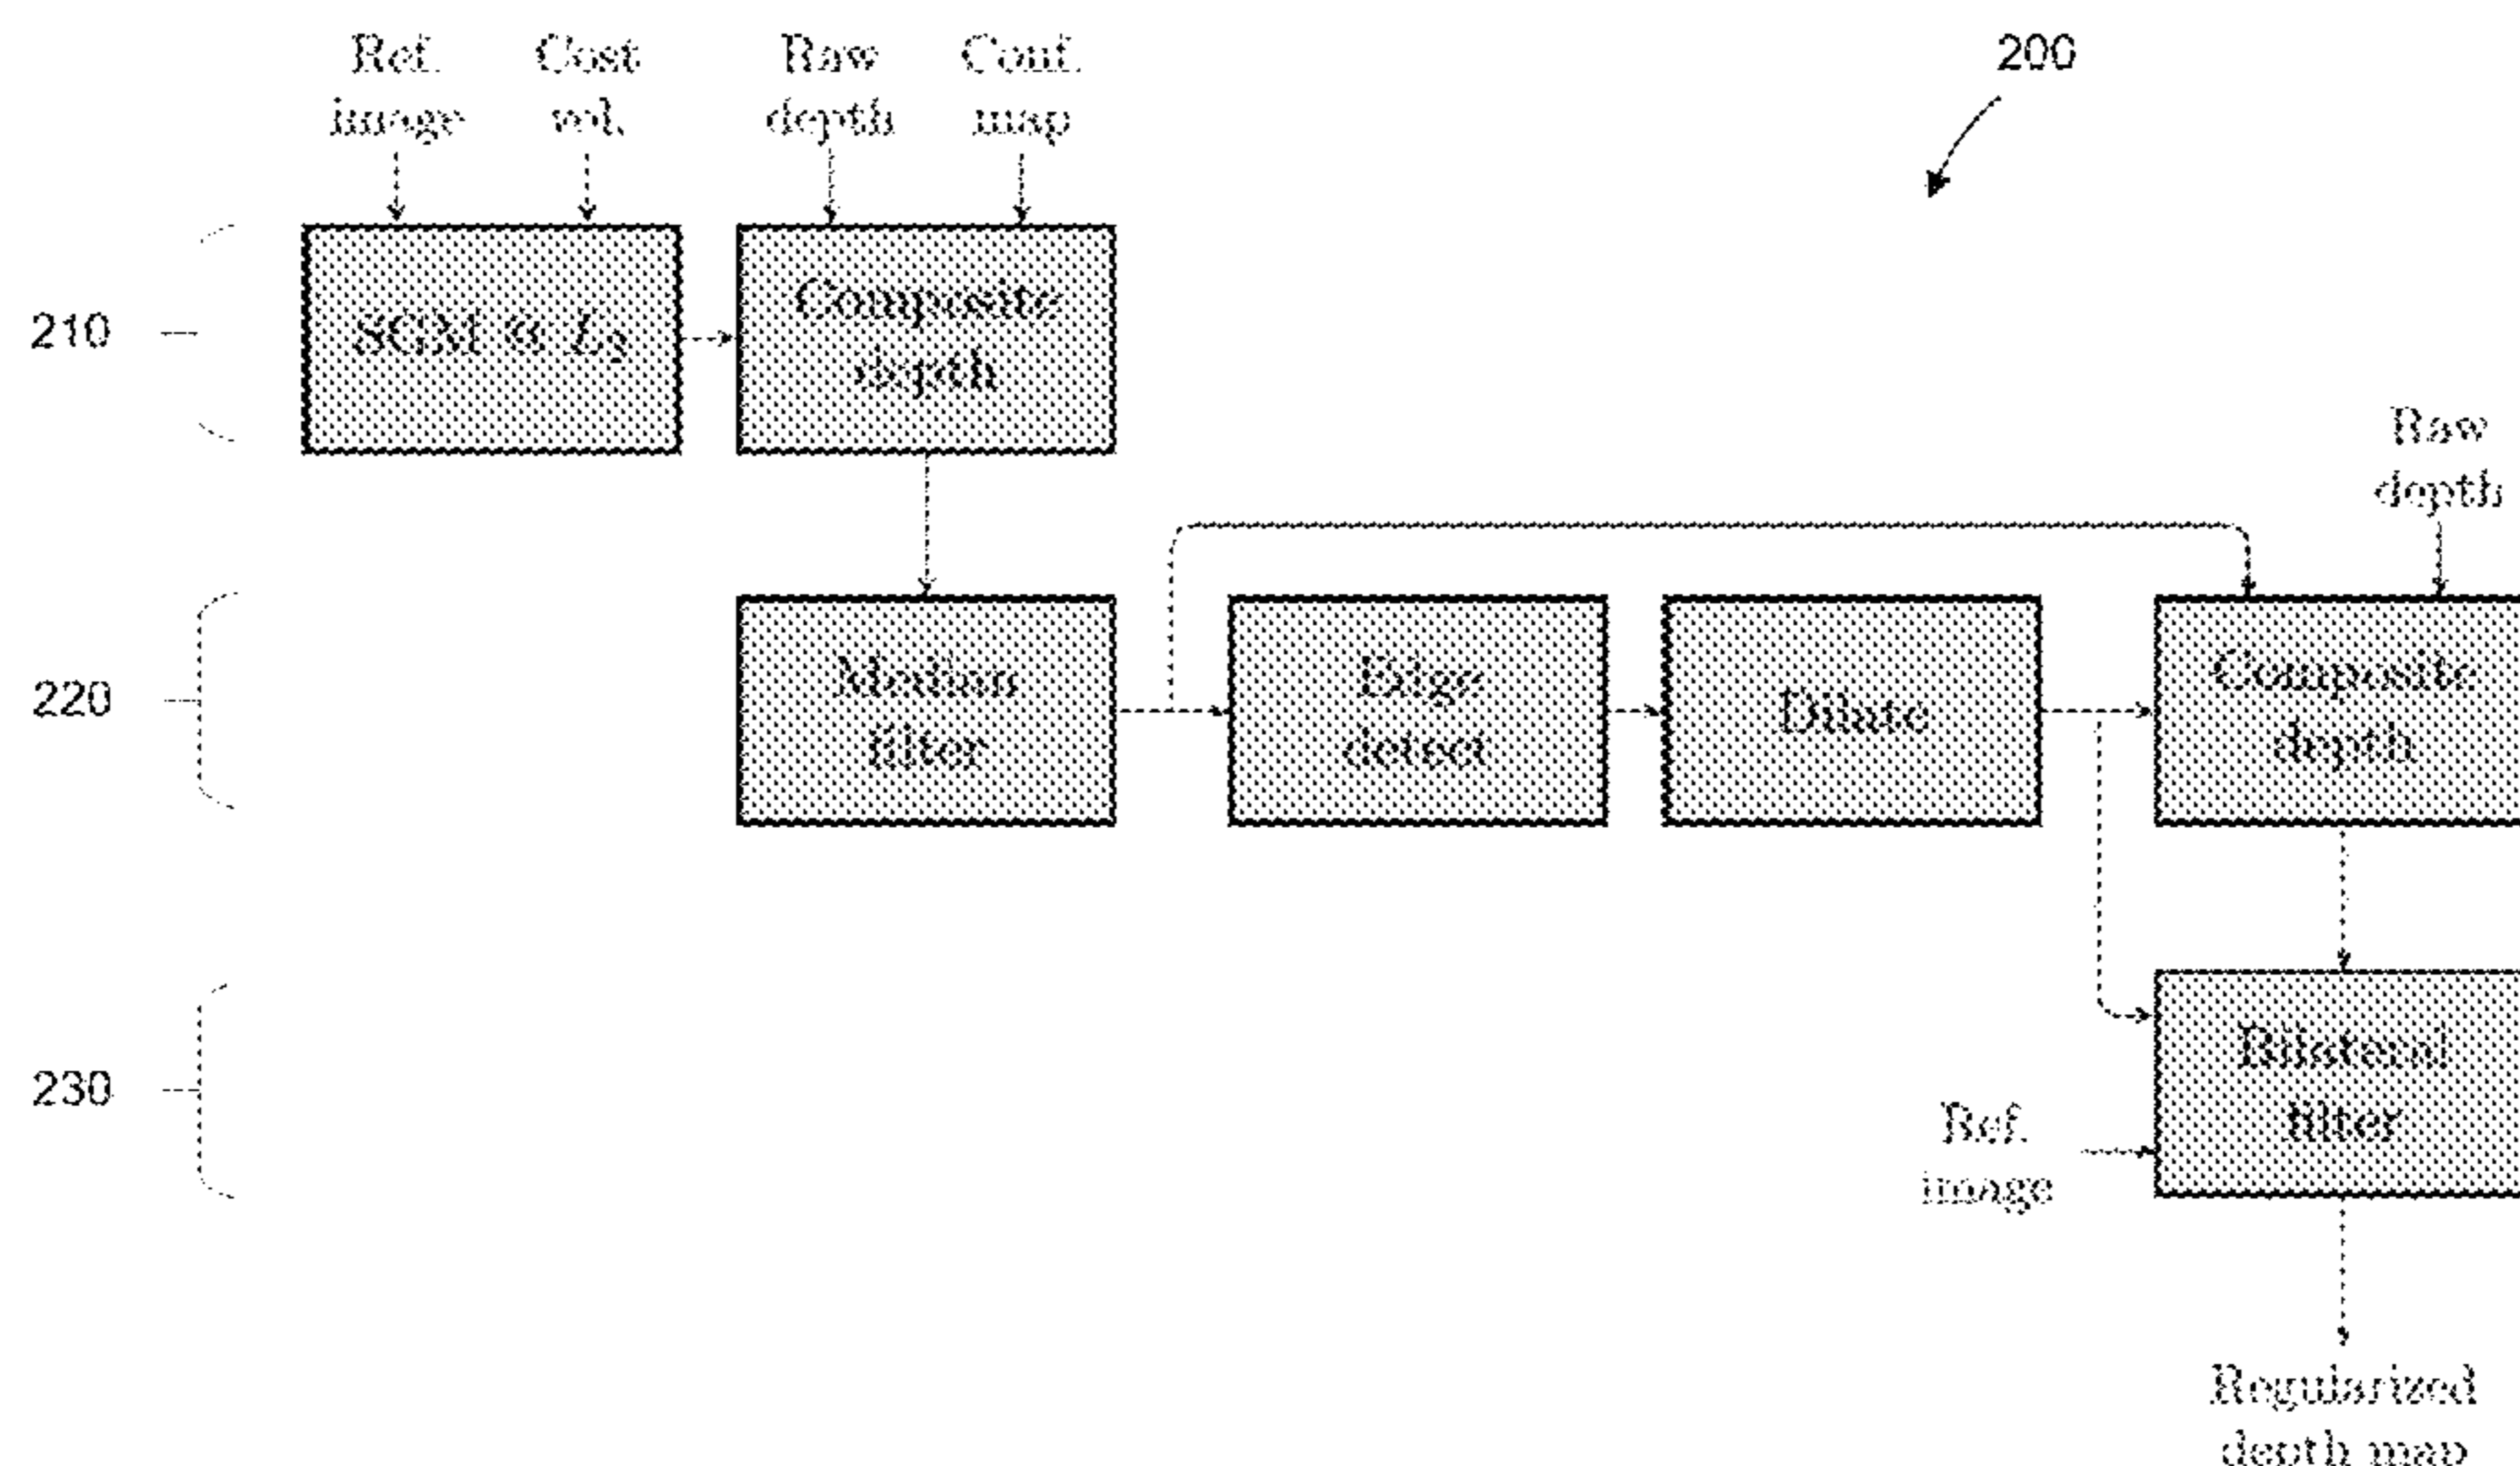 200
Ref.
image
Cost
vol.
Raw
depth
Conf.
map
210
SGM @
Composite
depth
Raw
depth
220
Median
filter
Edge
detect
Dilate
Composite
depth
230
Bilateral
filter
Ref.
image
Regularized
depth map